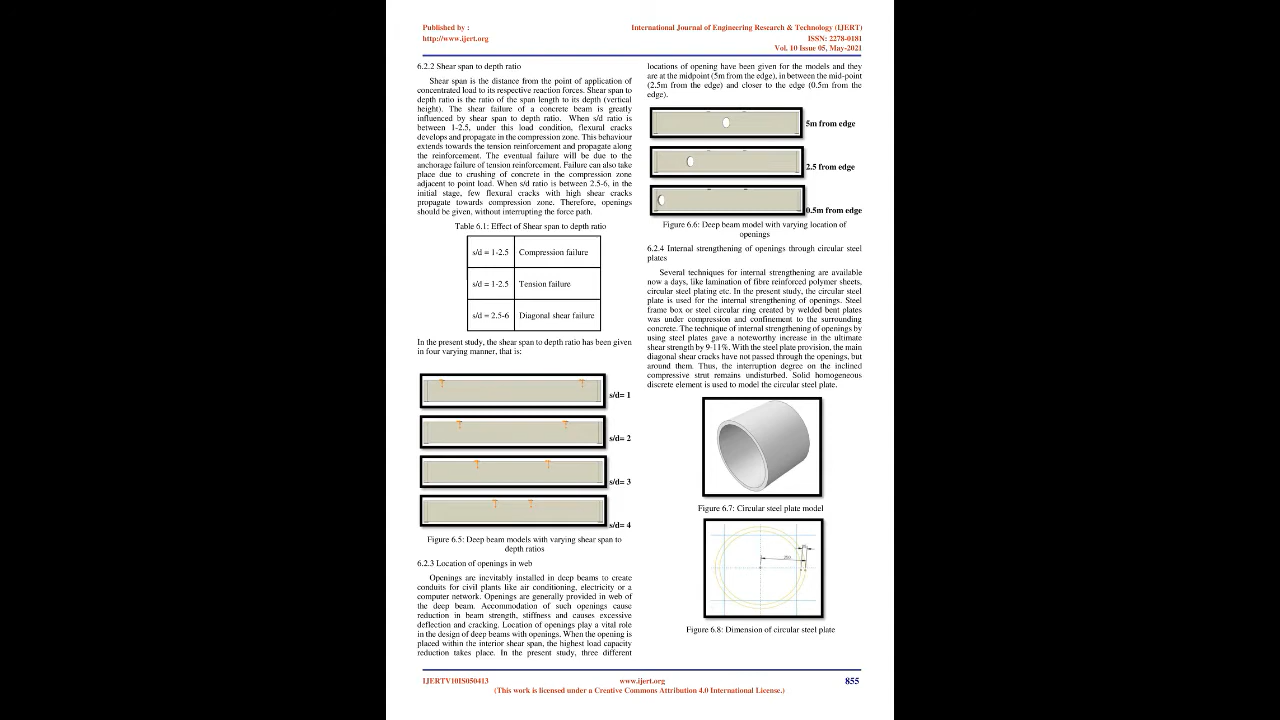 Published by :
International Journal of Engineering Research & Technology (IJERT)
http://www.ijert.org
ISSN: 2278-0181
Vol. 10 Issue 05, May-2021
6.2.2 Shear span to depth ratio
Shear span is the distance from the point of application of
concentrated load to its respective reaction forces. Shear span to
depth ratio is the ratio of the span length to its depth (vertical
height). The shear failure of a concrete beam is greatly
influenced by shear span to depth ratio. When s/d ratio is
between 1-2.5, under this load condition, flexural cracks
develops and propagate in the compression zone. This behaviour
extends towards the tension reinforcement and propagate along
the reinforcement. The eventual failure will be due to the
anchorage failure of tension reinforcement. Failure can also take
place due to crushing of concrete in the compression zone
adjacent to point load. When s/d ratio is between 2.5-6, in the
initial stage, few flexural cracks with high shear cracks
propagate towards compression zone. Therefore, openings
should be given, without interrupting the force path.
Table 6.1: Effect of Shear span to depth ratio
s/d = 1-2.5 Compression failure
s/d = 1-2.5 Tension failure
s/d = 2.5-6 Diagonal shear failure
In the present study, the shear span to depth ratio has been given
in four varying manner, that is:
s/d= 1
s/d= 2
s/d= 3
s/d= 4
Figure 6.5: Deep beam models with varying shear span to
depth ratios
6.2.3 Location of openings in web
Openings are inevitably installed in deep beams to create
conduits for civil plants like air conditioning, electricity or a
computer network. Openings are generally provided in web of
the deep beam. Accommodation of such openings cause
reduction in beam strength, stiffness and causes excessive
deflection and cracking. Location of openings play a vital role
in the design of deep beams with openings. When the opening is
placed within the interior shear span, the highest load capacity
reduction takes place. In the present study, three different
locations of opening have been given for the models and they
are at the midpoint (5m from the edge), in between the mid-point
(2.5m from the edge) and closer to the edge (0.5m from the
edge).
5m from edge
2.5 from edge
0.5m from edge
Figure 6.6: Deep beam model with varying location of
openings
6.2.4 Internal strengthening of openings through circular steel
plates
Several techniques for internal strengthening are available
now a days, like lamination of fibre reinforced polymer sheets,
circular steel plating etc. In the present study, the circular steel
plate is used for the internal strengthening of openings. Steel
frame box or steel circular ring created by welded bent plates
was under compression and confinement to the surrounding
concrete. The technique of internal strengthening of openings by
using steel plates gave a noteworthy increase in the ultimate
shear strength by 9-11%. With the steel plate provision, the main
diagonal shear cracks have not passed through the openings, but
around them. Thus, the interruption degree on the inclined
compressive strut remains undisturbed. Solid homogeneous
discrete element is used to model the circular steel plate.
Figure 6.7: Circular steel plate model
250
Figure 6.8: Dimension of circular steel plate
IJERTV10IS050413
www.ijert.org
855
(This work is licensed under a Creative Commons Attribution 4.0 International License.)